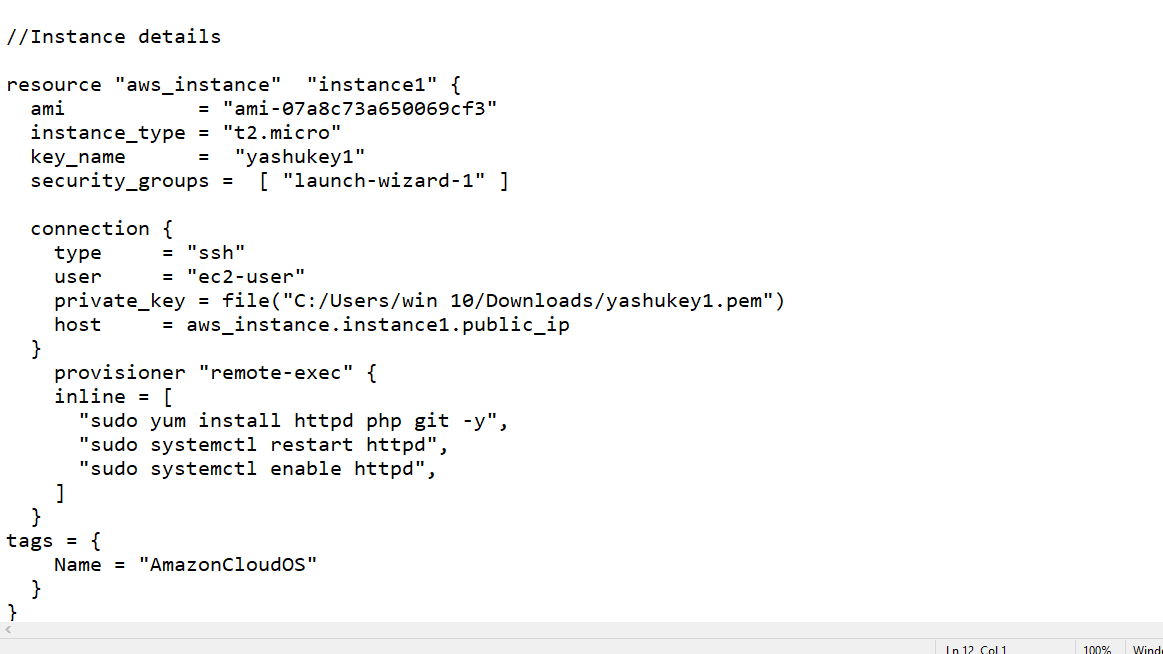 //Instance details
resource "aws_instance"  "instance1" {
  ami           = "ami-07a8c73a650069cf3"
  instance_type = "t2.micro"
  key_name      =  "yashukey1"
  security_groups =  [ "launch-wizard-1" ]
  connection {
    type     = "ssh"
    user     = "ec2-user"
    private_key = file("C:/Users/win 10/Downloads/yashukey1.pem")
    host     = aws_instance.instance1.public_ip
  }
    provisioner "remote-exec" {
    inline = [
      "sudo yum install httpd php git -y",
      "sudo systemctl restart httpd",
      "sudo systemctl enable httpd",
    ]
  }
tags = {
    Name = "AmazonCloudOS"
  }
}
Ln 12, Col 1 100%